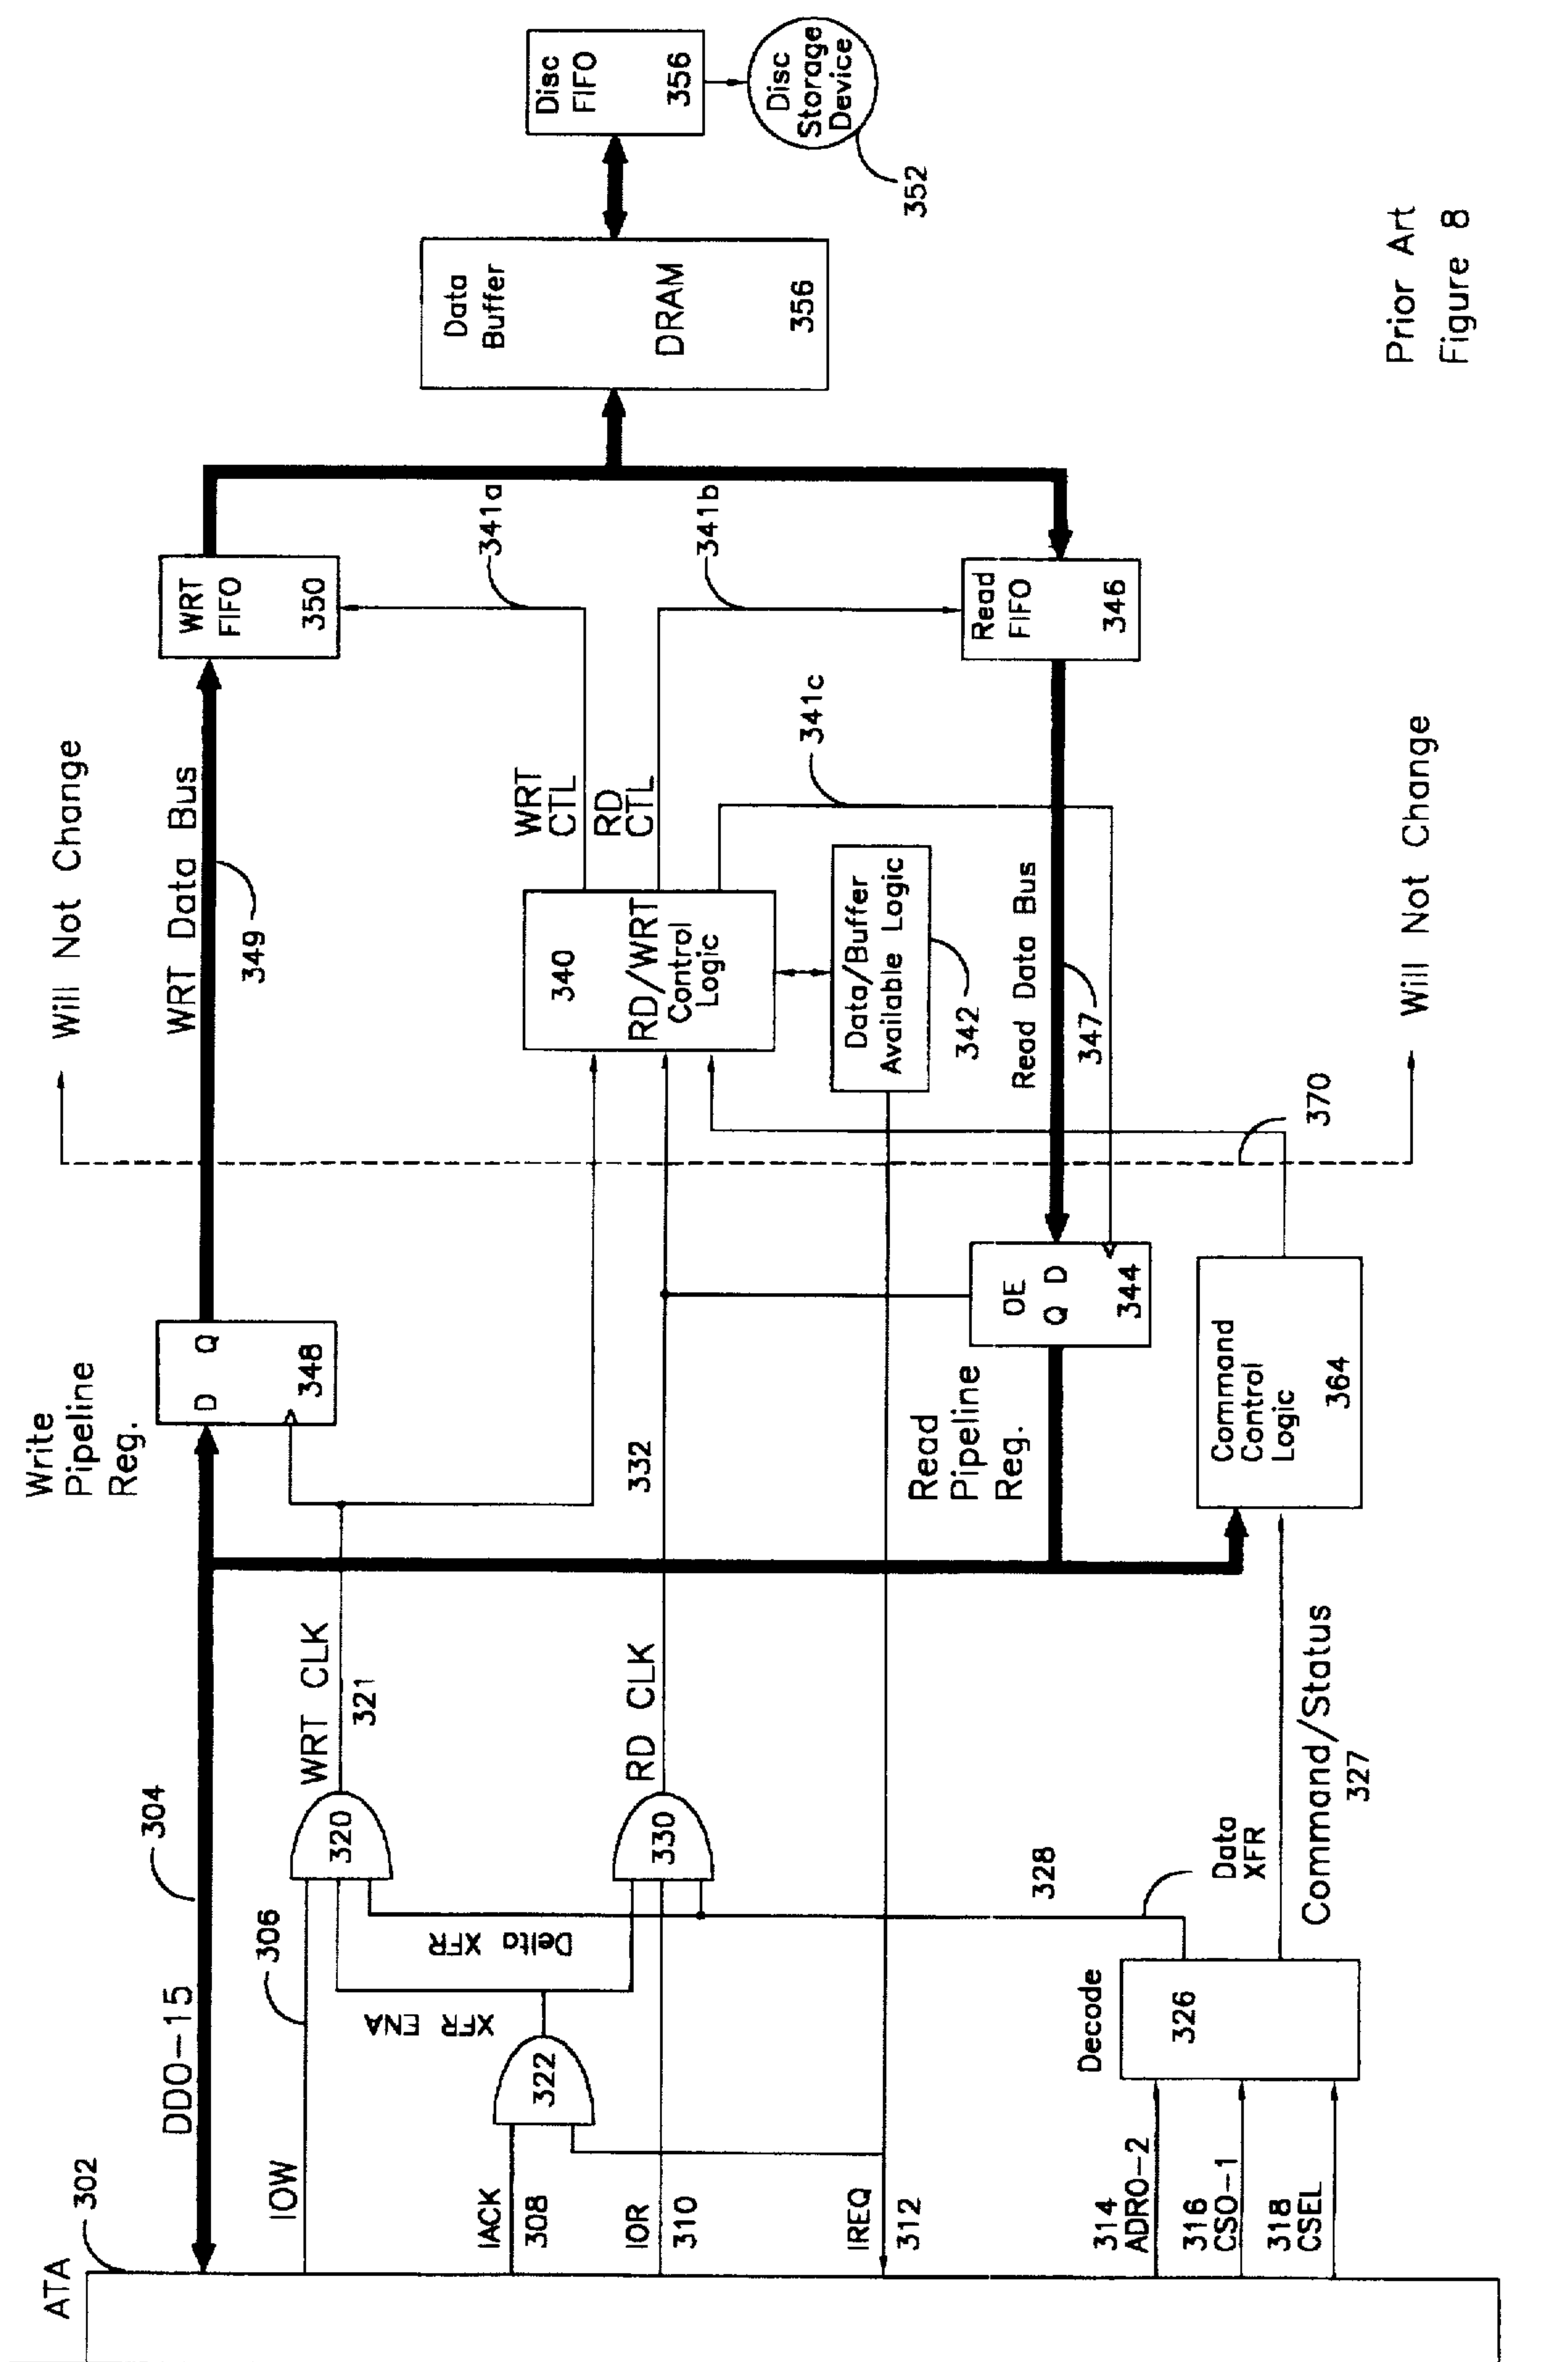 ATA
302
DD0-15
304
Write
Pipeline
Reg.
D Q
348
Will Not Change
WRT Data Bus
349
WRT
FIFO
350
IOW
306
XFR ENA
Delta XFR
320
WRT CLK
321
IACK
308
322
IOR
310
330
RD CLK
332
340
RD/WRT
Control
Logic
WRT
CTL
RD
CTL
341a
341b
341c
Data
Buffer
DRAM
356
Disc
FIFO
356
Disc
Storage
Device
352
IREQ
312
Data/Buffer
Available Logic
342
Read
Pipeline
Reg.
OE
Q D
344
Read Data Bus
347
Read
FIFO
346
314
ADR0-2
316
CS0-1
318
CSEL
Decode
326
328
Data
XFR
Command/Status
327
Command
Control
Logic
364
370
Will Not Change
Prior Art
Figure 8